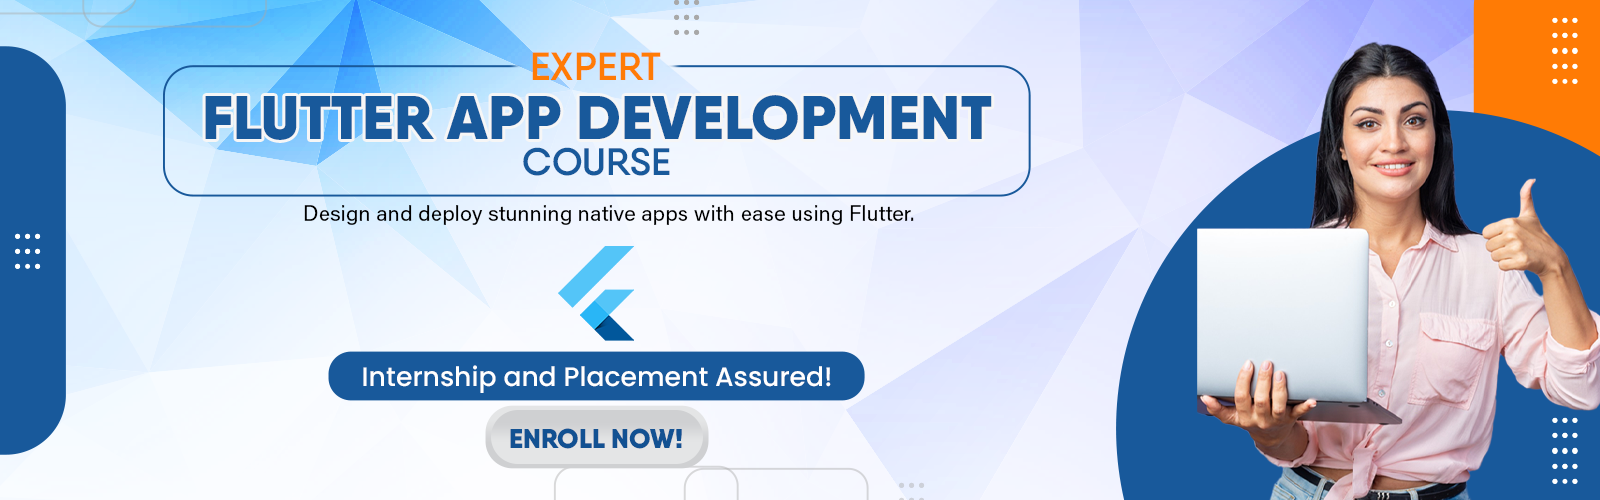 EXPERT
FLUTTER APP DEVELOPMENT
COURSE
Design and deploy stunning native apps with ease using Flutter.
Internship and Placement Assured!
ENROLL NOW!